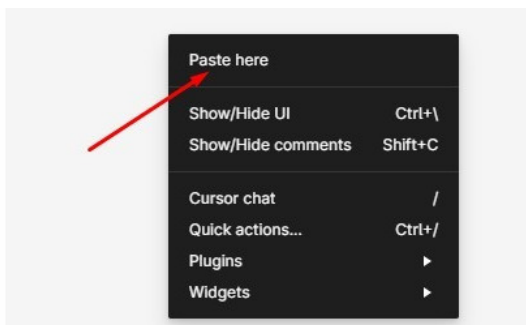 Paste here
Show/Hide UI Ctrl+\
Show/Hide comments Shift+C
Cursor chat /
Quick actions... Ctrl+/
Plugins
Widgets